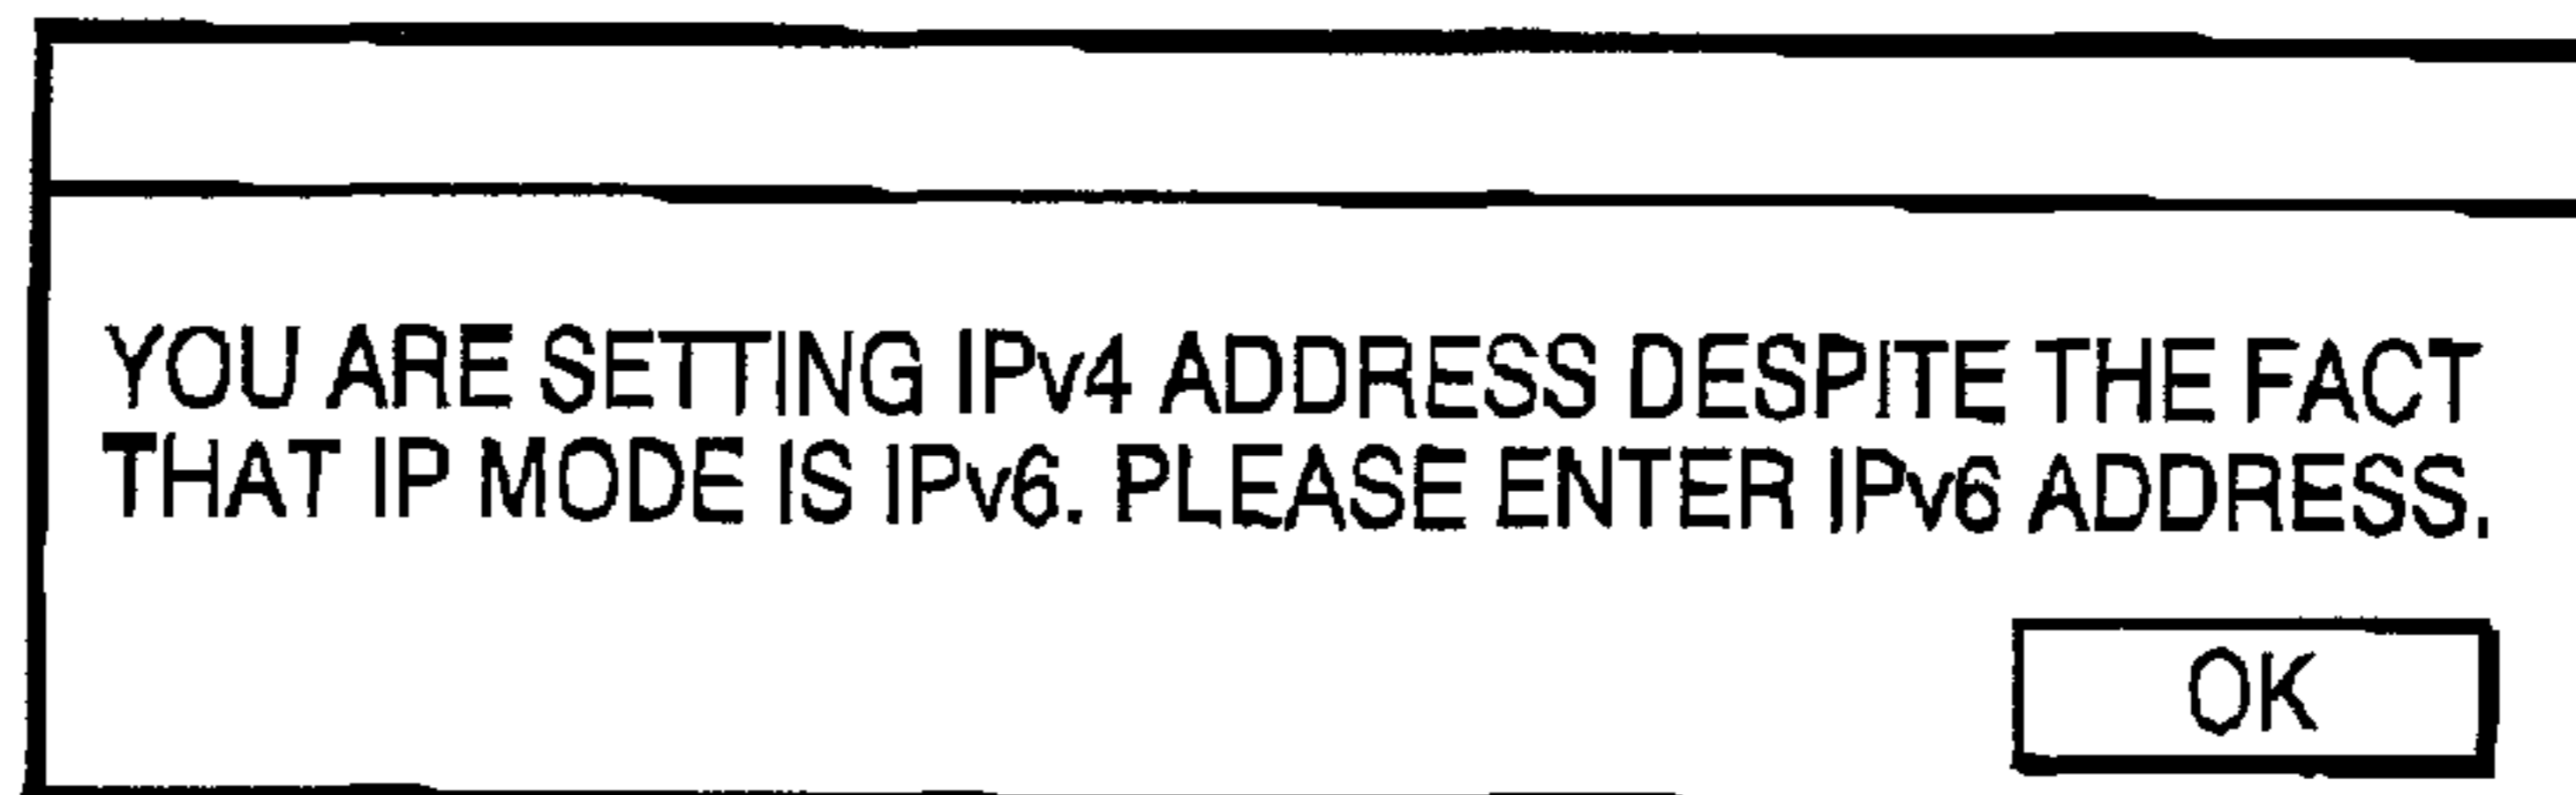 YOU ARE SETTING IPv4 ADDRESS DESPITE THE FACT
THAT IP MODE IS IPv6. PLEASE ENTER IPv6 ADDRESS.
OK